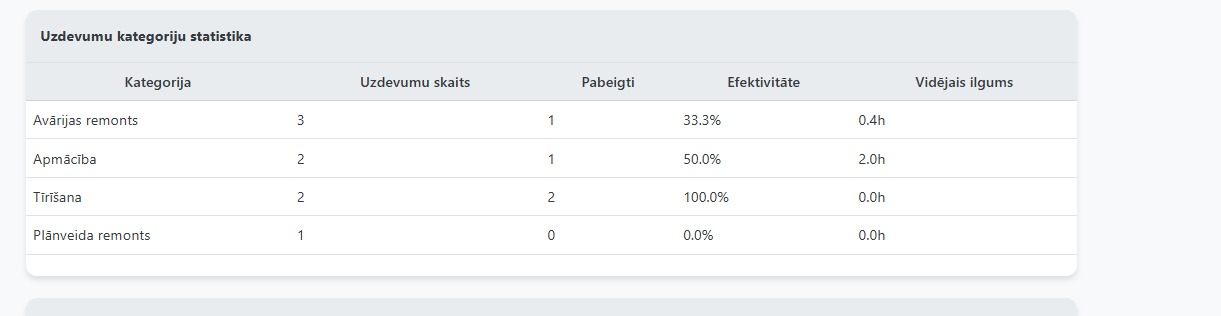 Uzdevumu kategoriju statistika
Kategorija Uzdevumu skaits Pabeigti Efektivitāte Vidējais ilgums
Avārijas remonts 3 1 33.3% 0.4h
Apmācība 2 1 50.0% 2.0h
Tīrīšana 2 2 100.0% 0.0h
Plānveida remonts 1 0 0.0% 0.0h